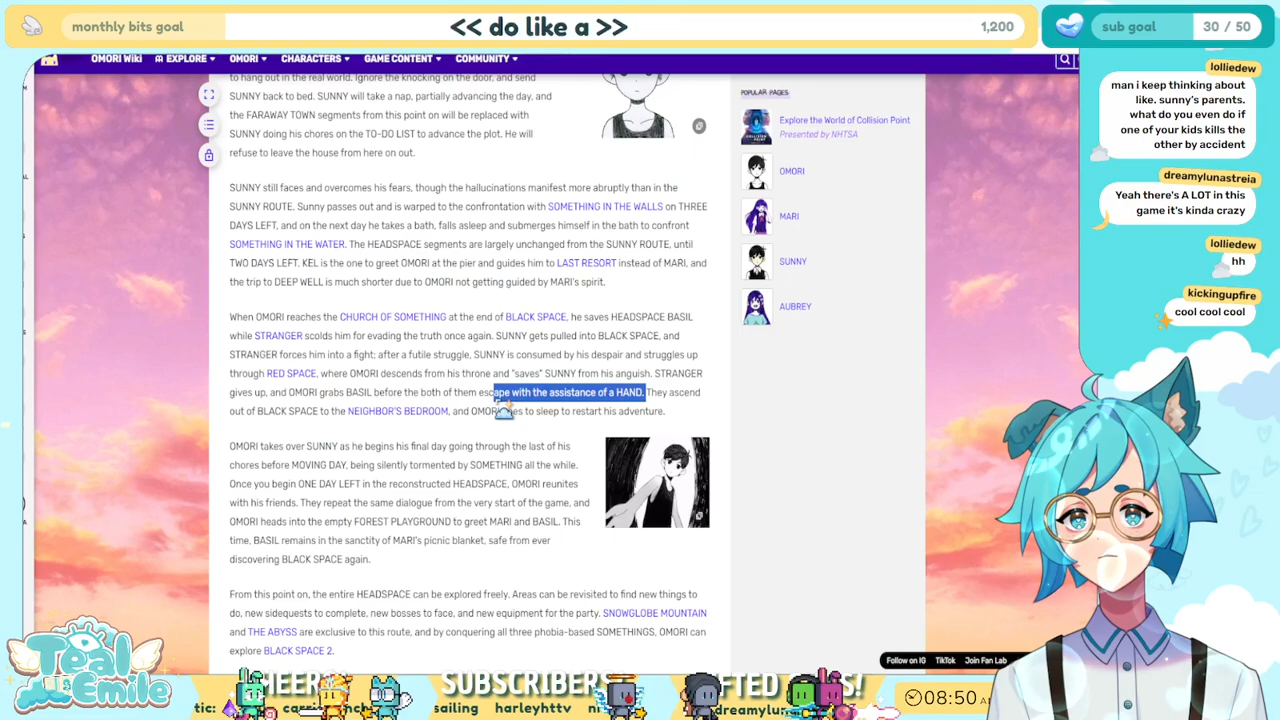 monthly bits goal
<< do like a >>
1,200
sub goal
30 / 50
OMORI Wiki
EXPLORE
OMORI
CHARACTERS
GAME CONTENT
COMMUNITY
to hang out in the real world. Ignore the knocking on the door, and send
SUNNY back to bed. SUNNY will take a nap, partially advancing the day, and
the FARAWAY TOWN segments from this point on will be replaced with
SUNNY doing his chores on the TO-DO LIST to advance the plot. He will
refuse to leave the house from here on out.
SUNNY still faces and overcomes his fears, though the hallucinations manifest more abruptly than in the
SUNNY ROUTE. Sunny passes out and is warped to the confrontation with SOMETHING IN THE WALLS on THREE
DAYS LEFT, and on the next day he takes a bath, falls asleep and submerges himself in the bath to confront
SOMETHING IN THE WATER. The HEADSPACE segments are largely unchanged from the SUNNY ROUTE, until
TWO DAYS LEFT. KEL is the one to greet OMORI at the pier and guides him to LAST RESORT instead of MARI, and
the trip to DEEP WELL is much shorter due to OMORI not getting guided by MARI's spirit.
When OMORI reaches the CHURCH OF SOMETHING at the end of BLACK SPACE, he saves HEADSPACE BASIL
while STRANGER scolds him for evading the truth once again. SUNNY gets pulled into BLACK SPACE, and
STRANGER forces him into a fight; after a futile struggle, SUNNY is consumed by his despair and struggles up
through RED SPACE, where OMORI descends from his throne and "saves" SUNNY from his anguish. STRANGER
gives up, and OMORI grabs BASIL before the both of them escape with the assistance of a HAND. They ascend
out of BLACK SPACE to the NEIGHBOR'S BEDROOM, and OMORI es to sleep to restart his adventure.
OMORI takes over SUNNY as he begins his final day going through the last of his
chores before MOVING DAY, being silently tormented by SOMETHING all the while.
Once you begin ONE DAY LEFT in the reconstructed HEADSPACE, OMORI reunites
with his friends. They repeat the same dialogue from the very start of the game, and
OMORI heads into the empty FOREST PLAYGROUND to greet MARI and BASIL. This
time, BASIL remains in the sanctity of MARI's picnic blanket, safe from ever
discovering BLACK SPACE again.
From this point on, the entire HEADSPACE can be explored freely. Areas can be revisited to find new things to
do, new sidequests to complete, new bosses to face, and new equipment for the party. SNOWGLOBE MOUNTAIN
and THE ABYSS are exclusive to this route, and by conquering all three phobia-based SOMETHINGS, OMORI can
explore BLACK SPACE 2.
POPULAR PAGES
Explore the World of Collision Point
Presented by NHTSA
OMORI
MARI
SUNNY
AUBREY
Follow on IG
TikTok
Join Fan Lab
lolliedew
man i keep thinking about
like. sunny's parents.
what do you even do if
one of your kids kills the
other by accident
dreamylunastreia
Yeah there's A LOT in this
game it's kinda crazy
lolliedew
hh
kickingupfire
cool cool cool
Teal
Emile
SUBSCRIBERS
sailing
harleyhttv
08:50